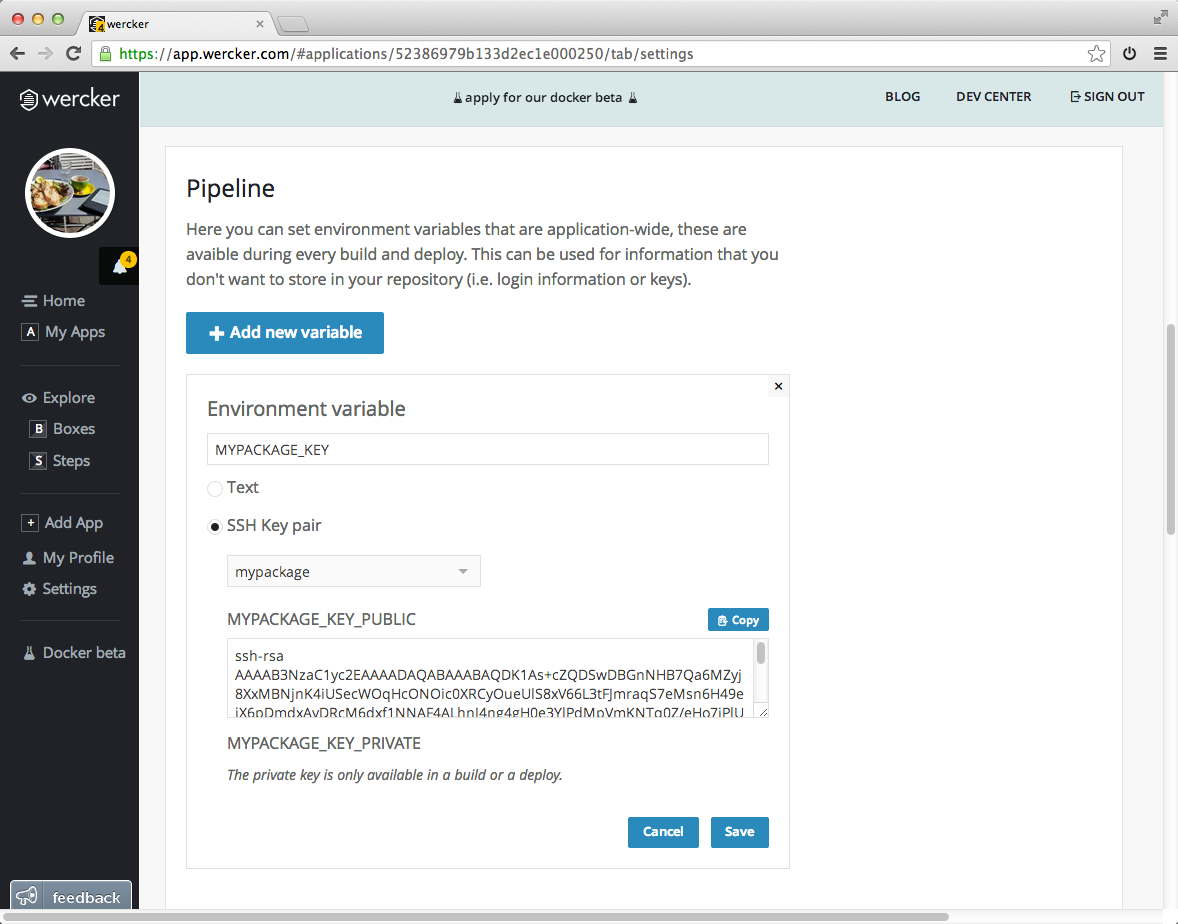 wercker
https://app.wercker.com/#applications/52386979b133d2ec1e000250/tab/settings
wercker
apply for our docker beta
BLOG
DEV CENTER
SIGN OUT
4
Home
A My Apps
Explore
B Boxes
S Steps
+ Add App
My Profile
Settings
Docker beta
feedback
Pipeline
Here you can set environment variables that are application-wide, these are
avaible during every build and deploy. This can be used for information that you
don't want to store in your repository (i.e. login information or keys).
+ Add new variable
Environment variable
MYPACKAGE_KEY
Text
SSH Key pair
mypackage
MYPACKAGE_KEY_PUBLIC
Copy
ssh-rsa
AAAAB3NzaC1yc2EAAAADAQABAAABAQDK1As+cZQDSwDBGnNHB7Qa6MZyj
8XxMBNjnK4iUSecWOqHcONOic0XRCyOueUlS8xV66L3tFJmraqS7eMsn6H49e
MYPACKAGE_KEY_PRIVATE
The private key is only available in a build or a deploy.
Cancel
Save